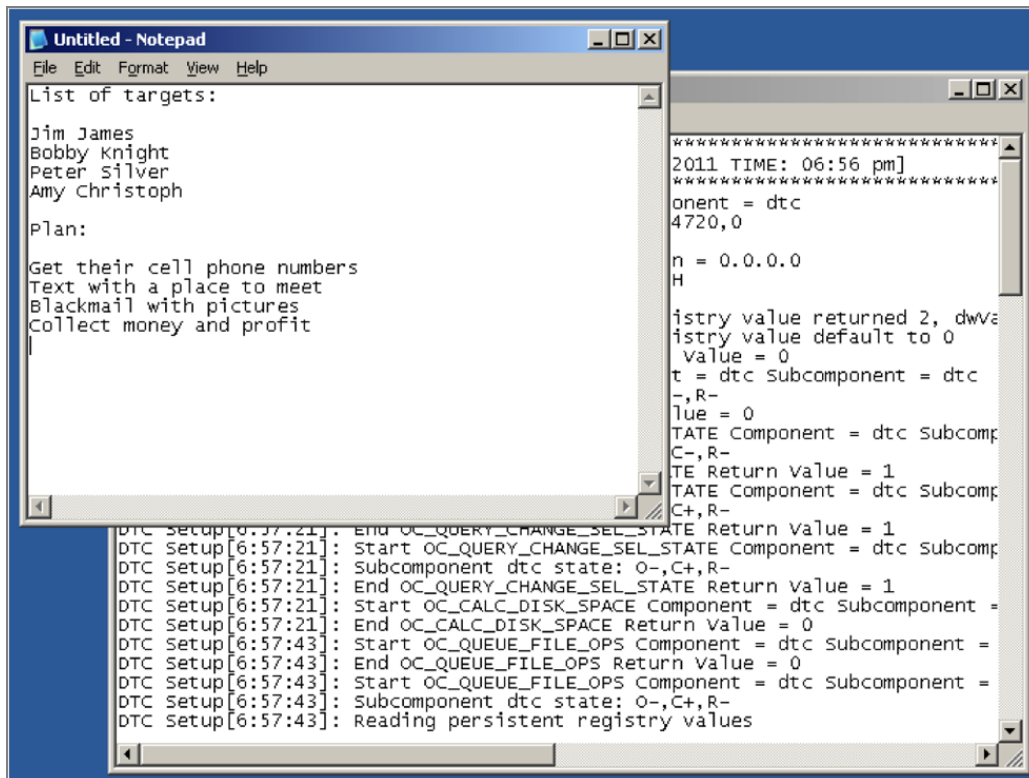 Untitled - Notepad
File Edit Format View Help
List of targets:
Jim James
Bobby Knight
Peter Silver
Amy Christoph
Plan:
Get their cell phone numbers
Text with a place to meet
Blackmail with pictures
Collect money and profit
*****************************
2011 TIME: 06:56 pm]
*****************************
onent = dtc
4720,0
n = 0.0.0.0
H
istry value returned 2, dwVa
istry value default to 0
Value = 0
t = dtc Subcomponent = dtc
-,R-
lue = 0
TATE Component = dtc Subcomp
C-,R-
TE Return Value = 1
TATE Component = dtc Subcomp
C+,R-
DTC Setup[6:57:21]: End OC_QUERY_CHANGE_SEL_STATE Return Value = 1
DTC Setup[6:57:21]: Start OC_QUERY_CHANGE_SEL_STATE Component = dtc Subcomp
DTC Setup[6:57:21]: Subcomponent dtc state: O-,C+,R-
DTC Setup[6:57:21]: End OC_QUERY_CHANGE_SEL_STATE Return Value = 1
DTC Setup[6:57:21]: Start OC_CALC_DISK_SPACE Component = dtc Subcomponent =
DTC Setup[6:57:21]: End OC_CALC_DISK_SPACE Return Value = 0
DTC Setup[6:57:43]: Start OC_QUEUE_FILE_OPS Component = dtc Subcomponent =
DTC Setup[6:57:43]: End OC_QUEUE_FILE_OPS Return Value = 0
DTC Setup[6:57:43]: Start OC_QUEUE_FILE_OPS Component = dtc Subcomponent =
DTC Setup[6:57:43]: Subcomponent dtc state: O-,C+,R-
DTC Setup[6:57:43]: Reading persistent registry values